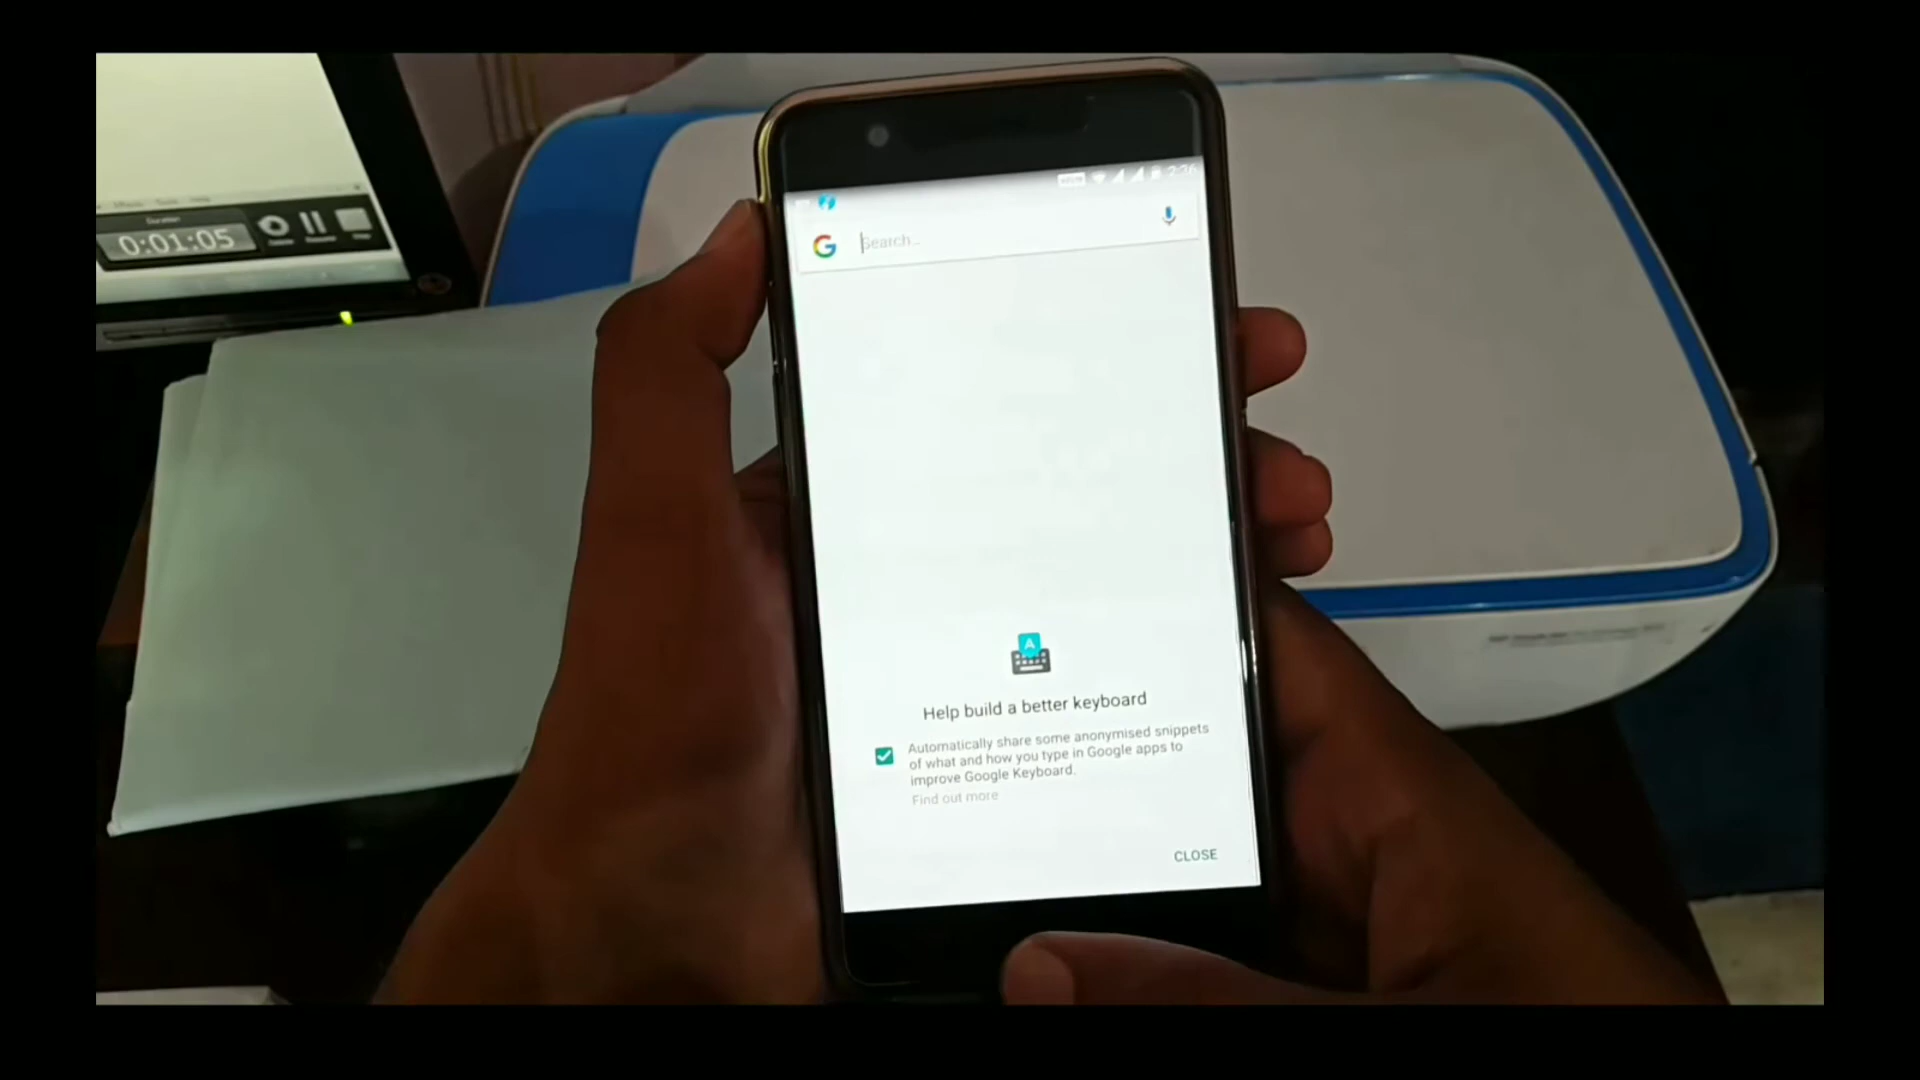 0:01:05
Search...
Help build a better keyboard
Automatically share some anonymised snippets
of what and how you type in Google apps to
improve Google Keyboard.
Find out more
CLOSE